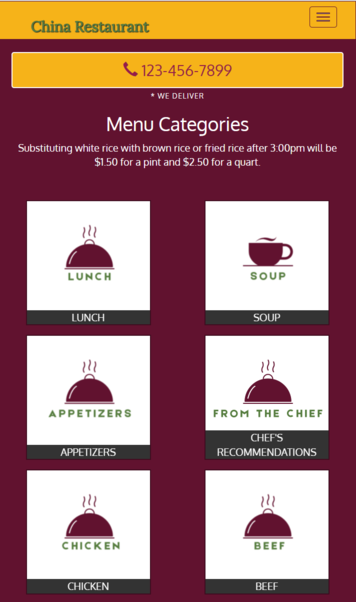 China Restaurant
123-456-7899
* WE DELIVER
Menu Categories
Substituting white rice with brown rice or fried rice after 3:00pm will be
$1.50 for a pint and $2.50 for a quart.
LUNCH
SOUP
LUNCH
SOUP
APPETIZERS
FROM THE CHIEF
APPETIZERS
CHEF'S
RECOMMENDATIONS
CHICKEN
BEEF
CHICKEN
BEEF